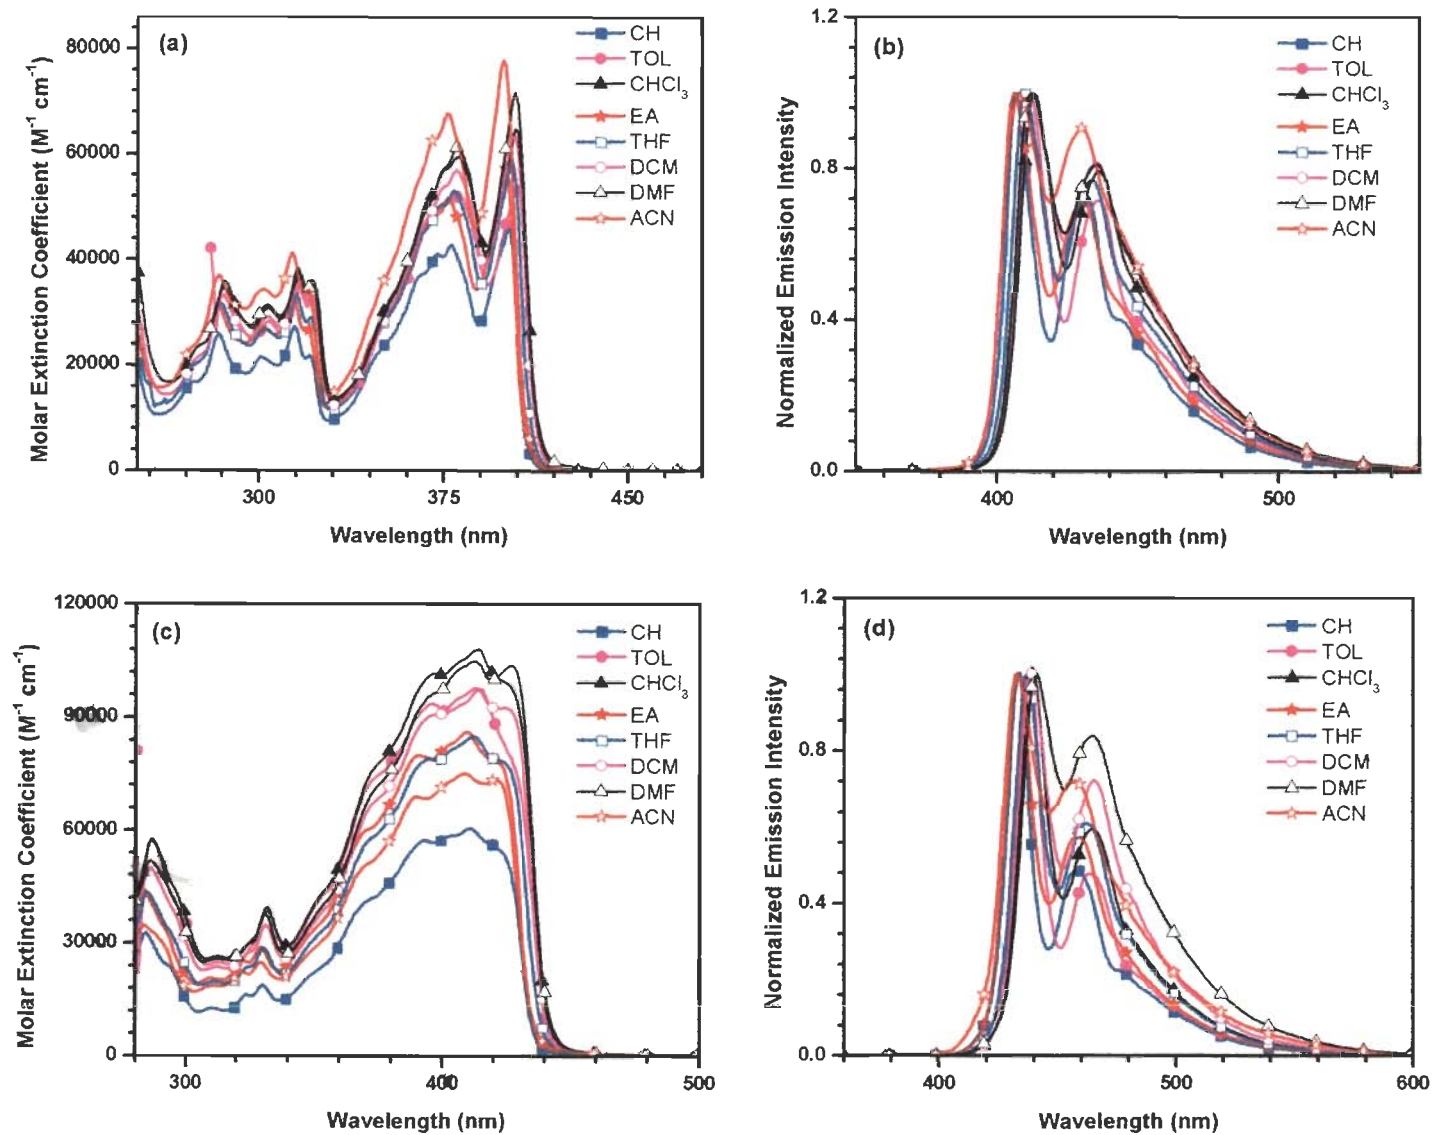 (a)
CH
TOL
CHCl3
EA
THF
DCM
DMF
ACN
80000
60000
40000
20000
0
300
375
450
Molar Extinction Coefficient (M-1 cm-1)
Wavelength (nm)
(b)
CH
TOL
CHCl3
EA
THF
DCM
DMF
ACN
1.2
0.8
0.4
0.0
400
500
Normalized Emission Intensity
Wavelength (nm)
(c)
CH
TOL
CHCl3
EA
THF
DCM
DMF
ACN
120000
90000
60000
30000
0
300
400
500
Molar Extinction Coefficient (M-1 cm-1)
Wavelength (nm)
(d)
CH
TOL
CHCl3
EA
THF
DCM
DMF
ACN
1.2
0.8
0.4
0.0
400
500
600
Normalized Emission Intensity
Wavelength (nm)